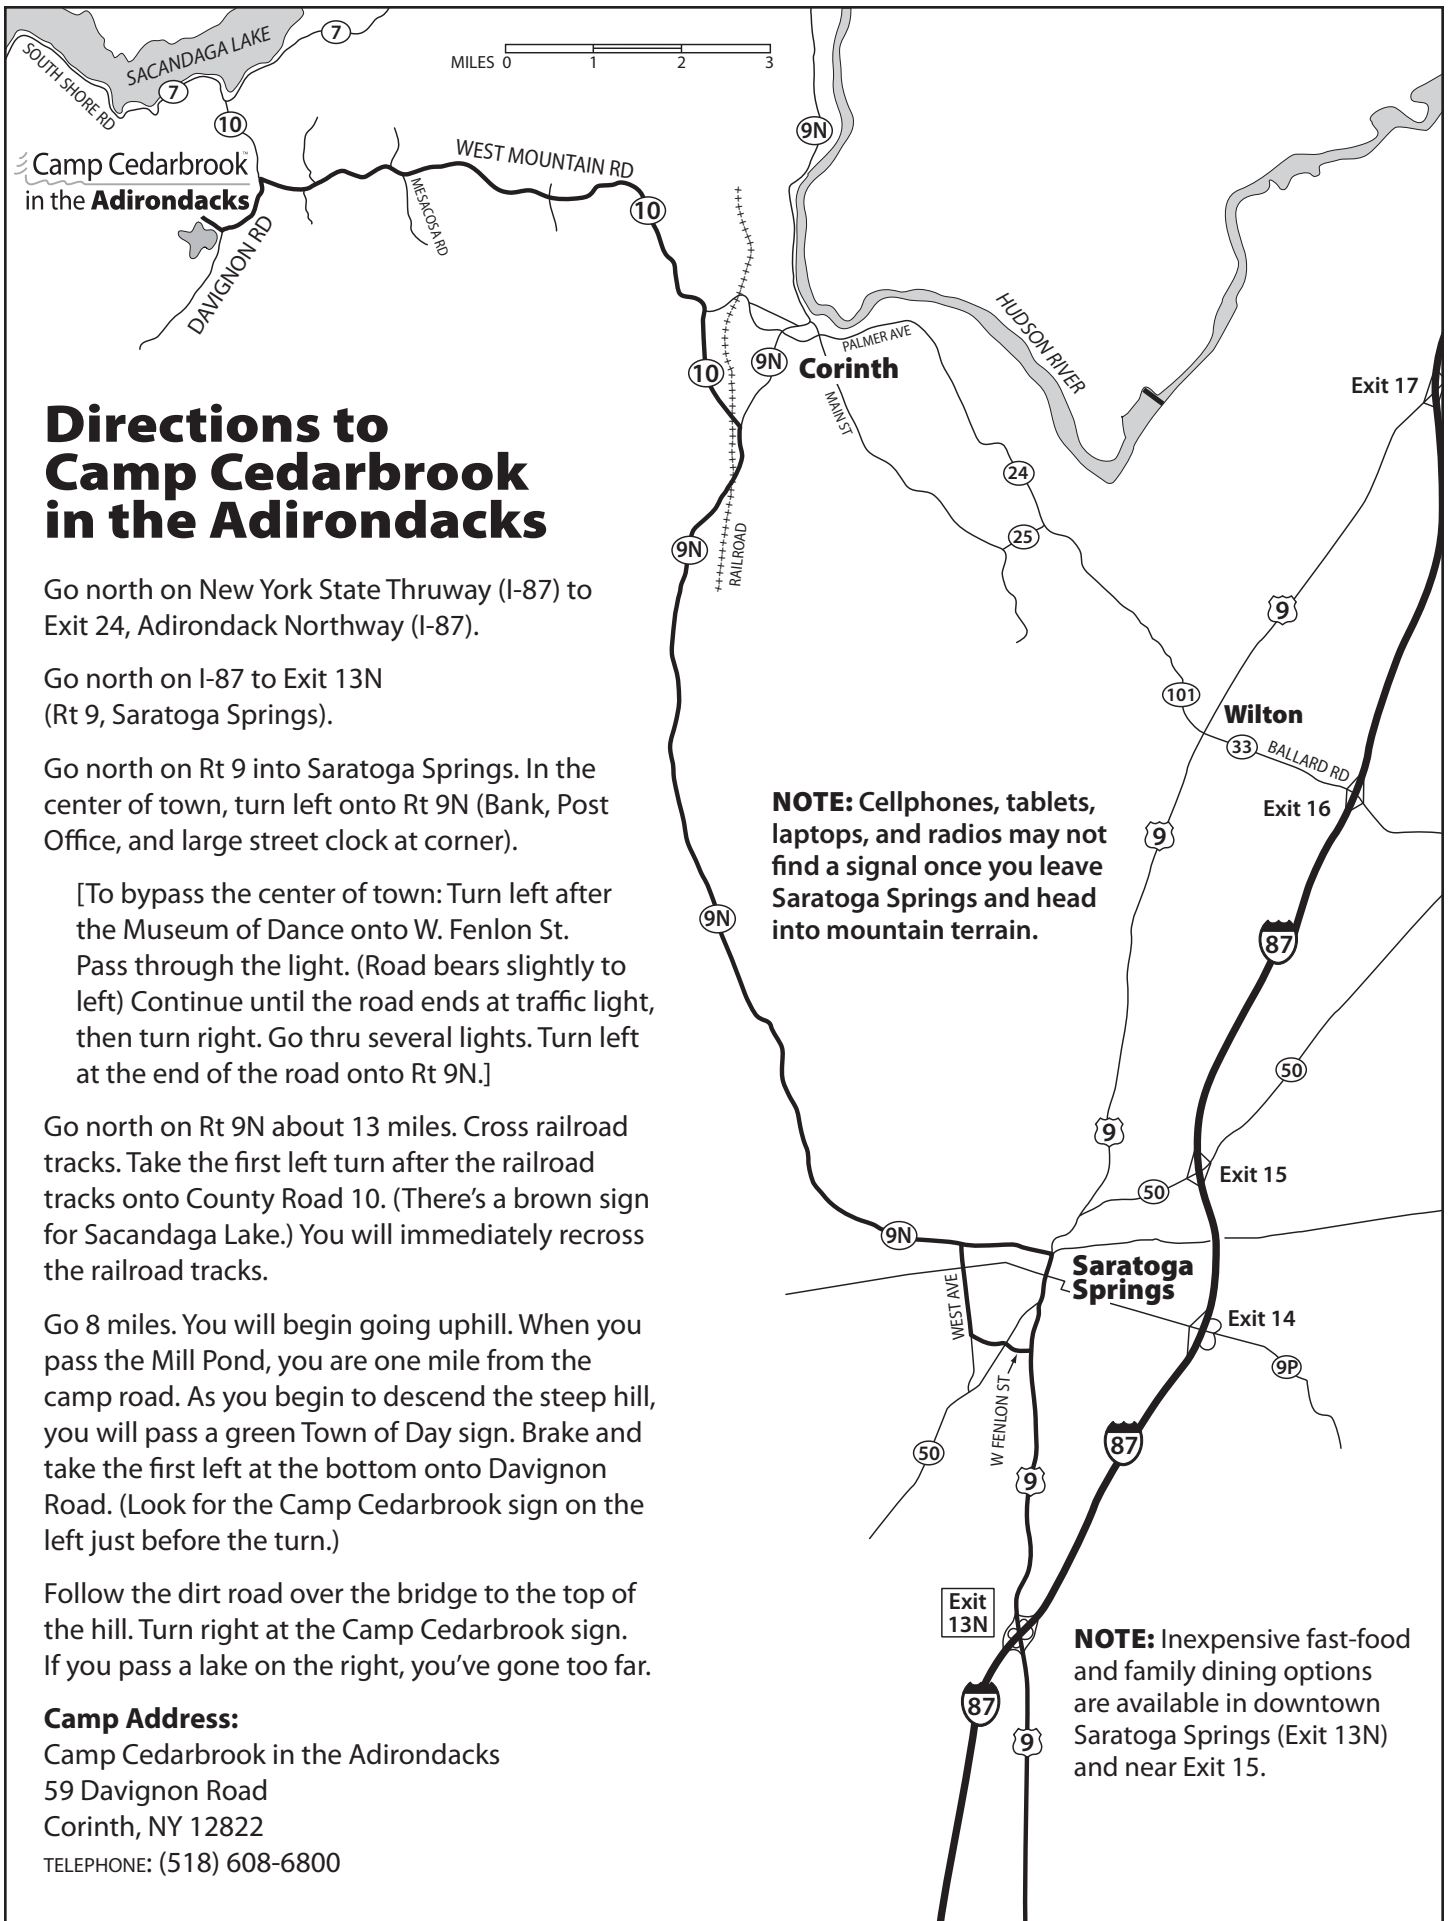 7
SACANDAGA LAKE
SOUTH SHORE RD
7
10
MILES 0 1 2 3
9N
Camp Cedarbrook™
in the Adirondacks
WEST MOUNTAIN RD
10
MESACOSA RD
DAVIGNON RD
HUDSON RIVER
PALMER AVE
9N
Corinth
10
MAIN ST
Exit 17
24
25
9N
RAILROAD
9
101
Wilton
33
BALLARD RD
Exit 16
9
9N
87
50
9
Exit 15
50
9N
Saratoga
Springs
WEST AVE
Exit 14
9P
W FENLON ST
50
87
9
Exit
13N
87
9
Directions to
Camp Cedarbrook
in the Adirondacks
Go north on New York State Thruway (I-87) to
Exit 24, Adirondack Northway (I-87).
Go north on I-87 to Exit 13N
(Rt 9, Saratoga Springs).
Go north on Rt 9 into Saratoga Springs. In the
center of town, turn left onto Rt 9N (Bank, Post
Office, and large street clock at corner).
[To bypass the center of town: Turn left after
the Museum of Dance onto W. Fenlon St.
Pass through the light. (Road bears slightly to
left) Continue until the road ends at traffic light,
then turn right. Go thru several lights. Turn left
at the end of the road onto Rt 9N.]
Go north on Rt 9N about 13 miles. Cross railroad
tracks. Take the first left turn after the railroad
tracks onto County Road 10. (There's a brown sign
for Sacandaga Lake.) You will immediately recross
the railroad tracks.
Go 8 miles. You will begin going uphill. When you
pass the Mill Pond, you are one mile from the
camp road. As you begin to descend the steep hill,
you will pass a green Town of Day sign. Brake and
take the first left at the bottom onto Davignon
Road. (Look for the Camp Cedarbrook sign on the
left just before the turn.)
Follow the dirt road over the bridge to the top of
the hill. Turn right at the Camp Cedarbrook sign.
If you pass a lake on the right, you've gone too far.
Camp Address:
Camp Cedarbrook in the Adirondacks
59 Davignon Road
Corinth, NY 12822
TELEPHONE: (518) 608-6800
NOTE: Cellphones, tablets,
laptops, and radios may not
find a signal once you leave
Saratoga Springs and head
into mountain terrain.
NOTE: Inexpensive fast-food
and family dining options
are available in downtown
Saratoga Springs (Exit 13N)
and near Exit 15.